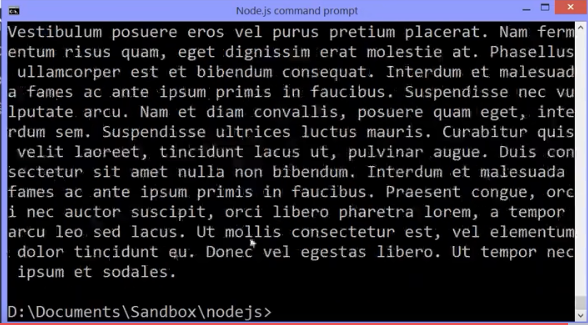 Node.js command prompt
Vestibulum posuere eros vel purus pretium placerat. Nam ferm
entum risus quam, eget dignissim erat molestie at. Phasellus
 ullamcorper est et bibendum consequat. Interdum et malesuad
a fames ac ante ipsum primis in faucibus. Suspendisse nec vu
lputate arcu. Nam et diam convallis, posuere quam eget, inte
rdum sem. Suspendisse ultrices luctus mauris. Curabitur quis
 velit laoreet, tincidunt lacus ut, pulvinar augue. Duis con
sectetur sit amet nulla non bibendum. Interdum et malesuada
fames ac ante ipsum primis in faucibus. Praesent congue, orc
i nec auctor suscipit, orci libero pharetra lorem, a tempor
arcu leo sed lacus. Ut mollis consectetur est, vel elementum
 dolor tincidunt eu. Donec vel egestas libero. Ut tempor nec
 ipsum et sodales.
D:\Documents\Sandbox\nodejs>